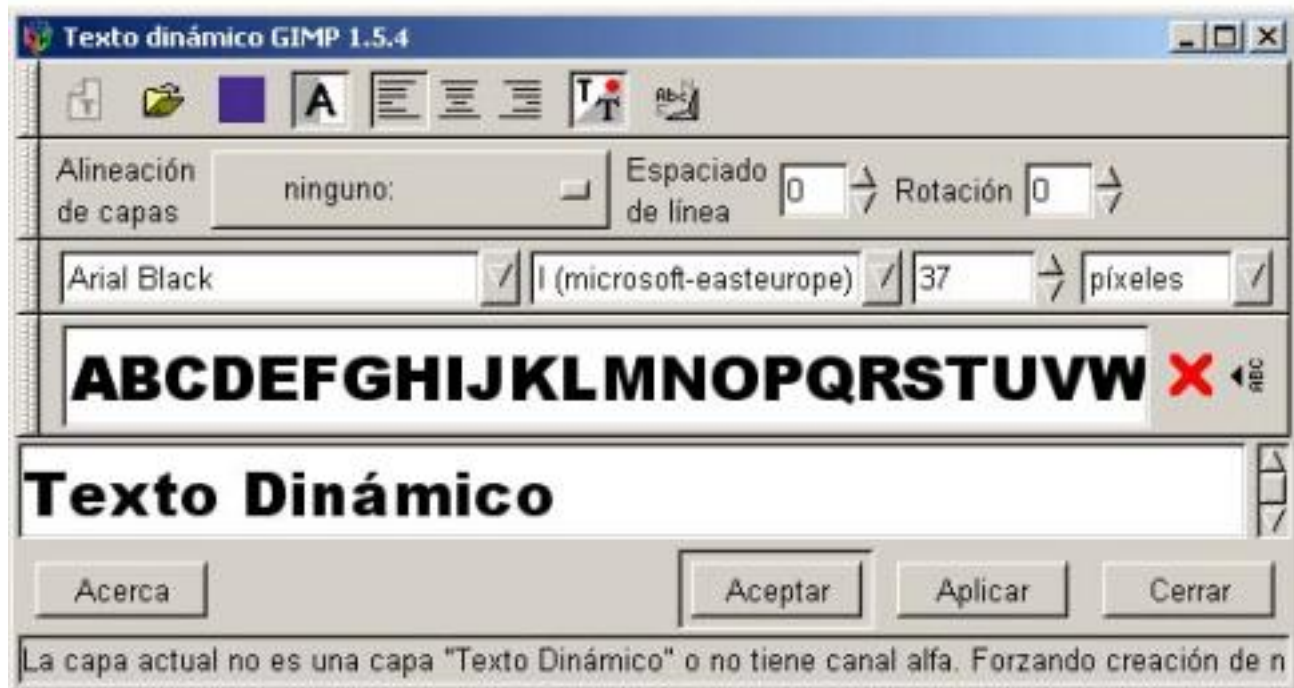 Texto dinámico GIMP 1.5.4
Alineación
de capas
ninguno:
Espaciado
de línea
0
Rotación
0
Arial Black
l (microsoft-easteurope)
37
píxeles
ABCDEFGHIJKLMNOPQRSTUVW
ABC
Texto Dinámico
Acerca
Aceptar
Aplicar
Cerrar
La capa actual no es una capa "Texto Dinámico" o no tiene canal alfa. Forzando creación de n